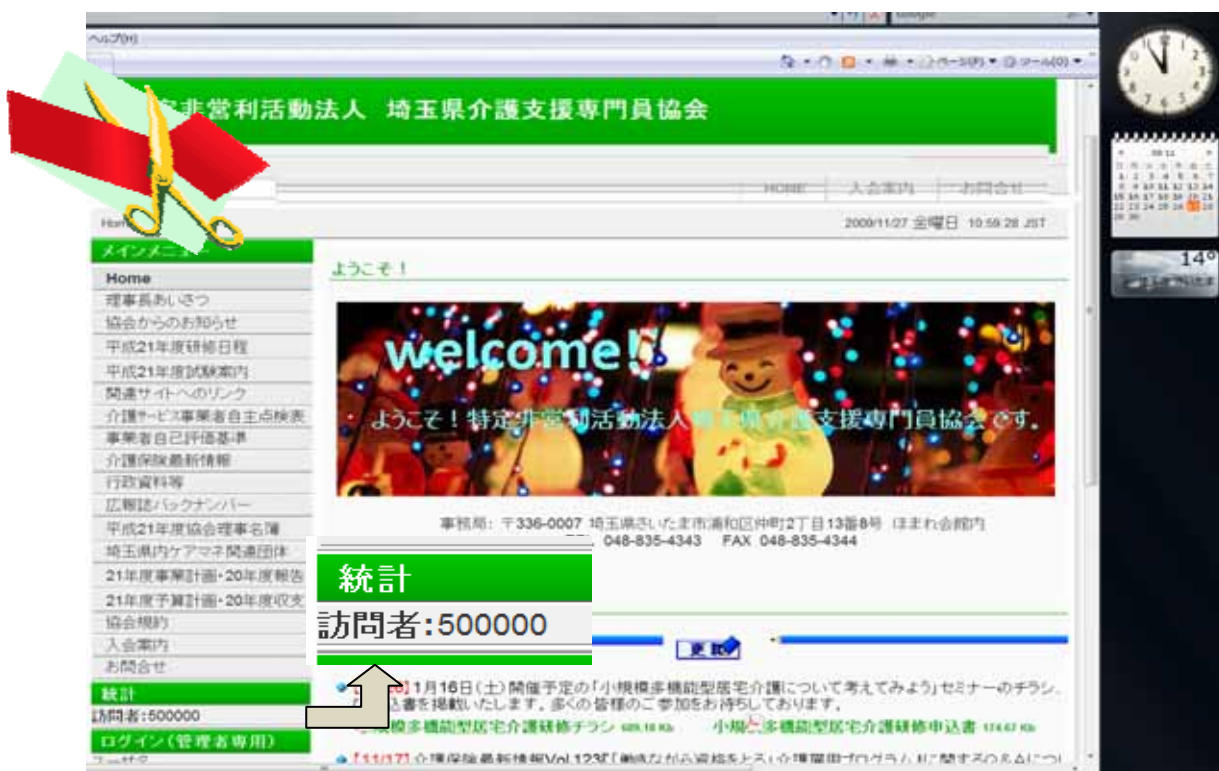 ヘルプ(H)
ページ(P) ツール(O)
非営利活動法人 埼玉県介護支援専門員協会
HOME 入会案内 お問合せ
2009/11/27 金曜日 10:59:28 JST
メインメニュー
Home
理事長あいさつ
協会からのお知らせ
平成21年度研修日程
平成21年度試験案内
関連サイトへのリンク
介護サービス事業者自主点検表
事業者自己評価基準
介護保険最新情報
行政資料等
広報誌バックナンバー
平成21年度協会理事名簿
埼玉県内ケアマネ関連団体
21年度事業計画・20年度報告
21年度予算計画・20年度収支
協会規約
入会案内
お問合せ
統計
訪問者:500000
ログイン(管理者専用)
ようこそ！
welcome!
ようこそ！特定非営利活動法人埼玉県介護支援専門員協会です。
事務局: 〒336-0007 埼玉県さいたま市浦和区仲町2丁目13番8号 ほまれ会館内
048-835-4343 FAX 048-835-4344
統計
訪問者:500000
1月16日(土)開催予定の「小規模多機能型居宅介護について考えてみよう」セミナーのチラシ、
込書を掲載いたします。多くの皆様のご参加をお待ちしております。
規模多機能型居宅介護研修チラシ 小規 多機能型居宅介護研修申込書
[11/17] 介護保険最新情報Vol.123
14°